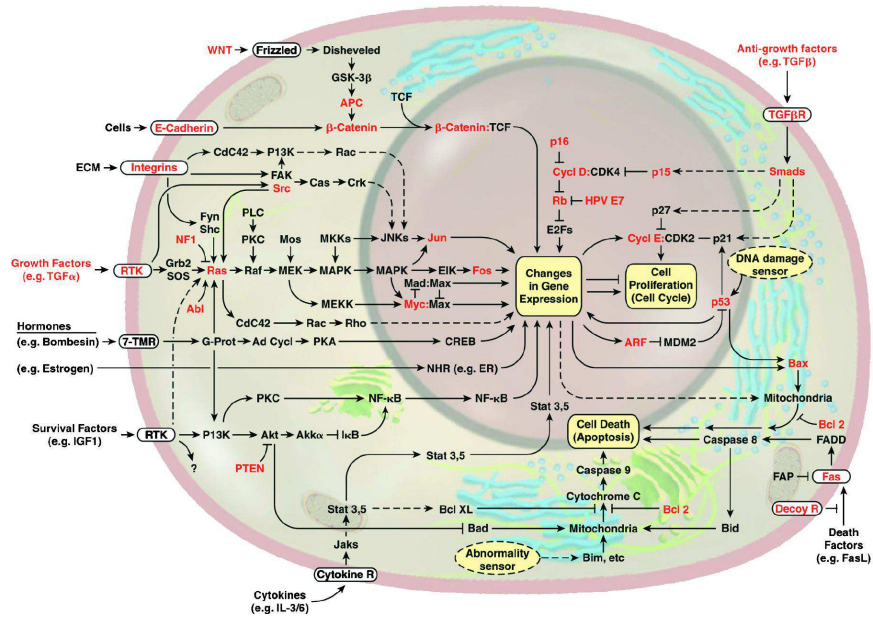 WNT
Frizzled
Disheveled
GSK-3β
APC
β-Catenin
TCF
β-Catenin:TCF
Cells
E-Cadherin
ECM
Integrins
CdC42
P13K
Rac
FAK
Src
Cas
Crk
Fyn
Shc
NF1
PLC
PKC
Mos
MKKs
JNKs
Jun
Growth Factors
(e.g. TGFα)
RTK
Grb2
SOS
Ras
Raf
MEK
MAPK
MAPK
ElK
Fos
Mad:Max
MEKK
Myc:Max
Abl
CdC42
Rac
Rho
Hormones
(e.g. Bombesin)
7-TMR
G-Prot
Ad Cycl
PKA
CREB
(e.g. Estrogen)
NHR (e.g. ER)
PKC
NF-κB
NF-κB
Survival Factors
(e.g. IGF1)
RTK
P13K
Akt
Akkα
IκB
?
PTEN
Stat 3,5
Stat 3,5
Stat 3,5
Bcl XL
Bad
Jaks
Cytokine R
Cytokines
(e.g. IL-3/6)
Anti-growth factors
(e.g. TGFβ)
TGFβR
Smads
p16
Cycl D:CDK4
p15
Rb
HPV E7
E2Fs
p27
Cycl E:CDK2
p21
DNA damage
sensor
Changes
in Gene
Expression
Cell
Proliferation
(Cell Cycle)
p53
ARF
MDM2
Bax
Mitochondria
Bcl 2
Cell Death
(Apoptosis)
Caspase 8
FADD
Caspase 9
FAP
Fas
Cytochrome C
Bcl 2
Decoy R
Mitochondria
Bid
Death
Factors
(e.g. FasL)
Abnormality
sensor
Bim, etc